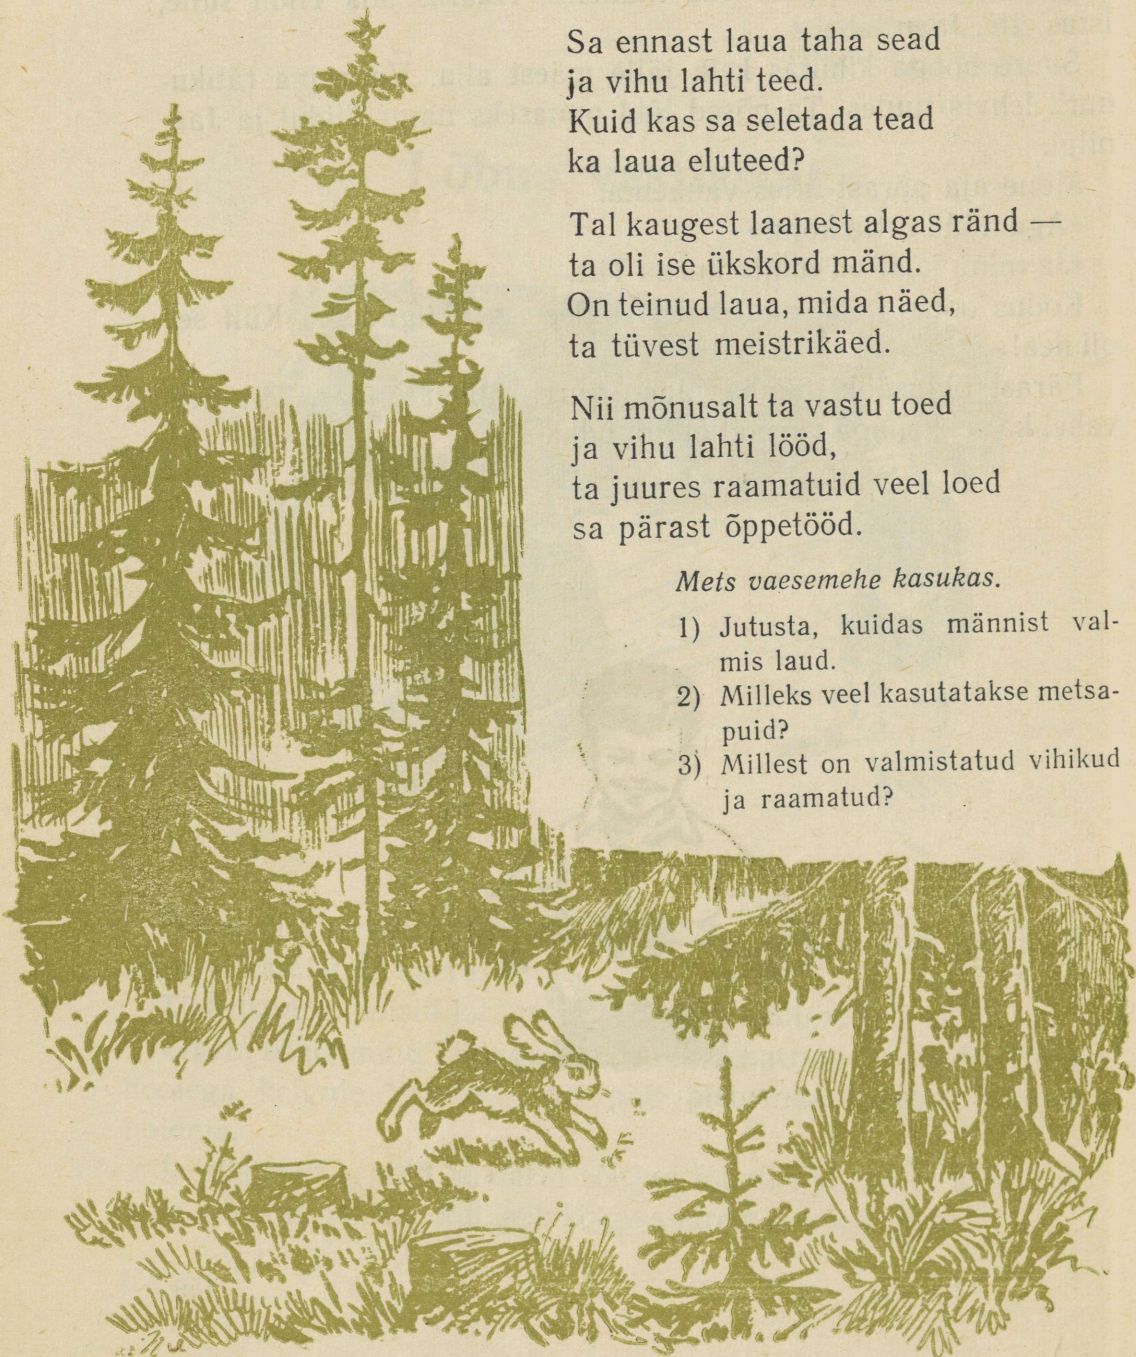 Sa ennast laua taha sead
ja vihu lahti teed.
Kuid kas sa seletada tead
ka laua eluteed?
Tal kaugest laanest algas ränd —
ta oli ise ükskord mänd.
On teinud laua, mida näed,
ta tüvest meistrikäed.
Nii mõnusalt ta vastu toed
ja vihu lahti lööd,
ta juures raamatuid veel loed
sa pärast õppetööd.
Mets vaesemehe kasukas.
1) Jutusta, kuidas männist val-
mis laud.
2) Milleks veel kasutatakse metsa-
puid?
3) Millest on valmistatud vihikud
ja raamatud?